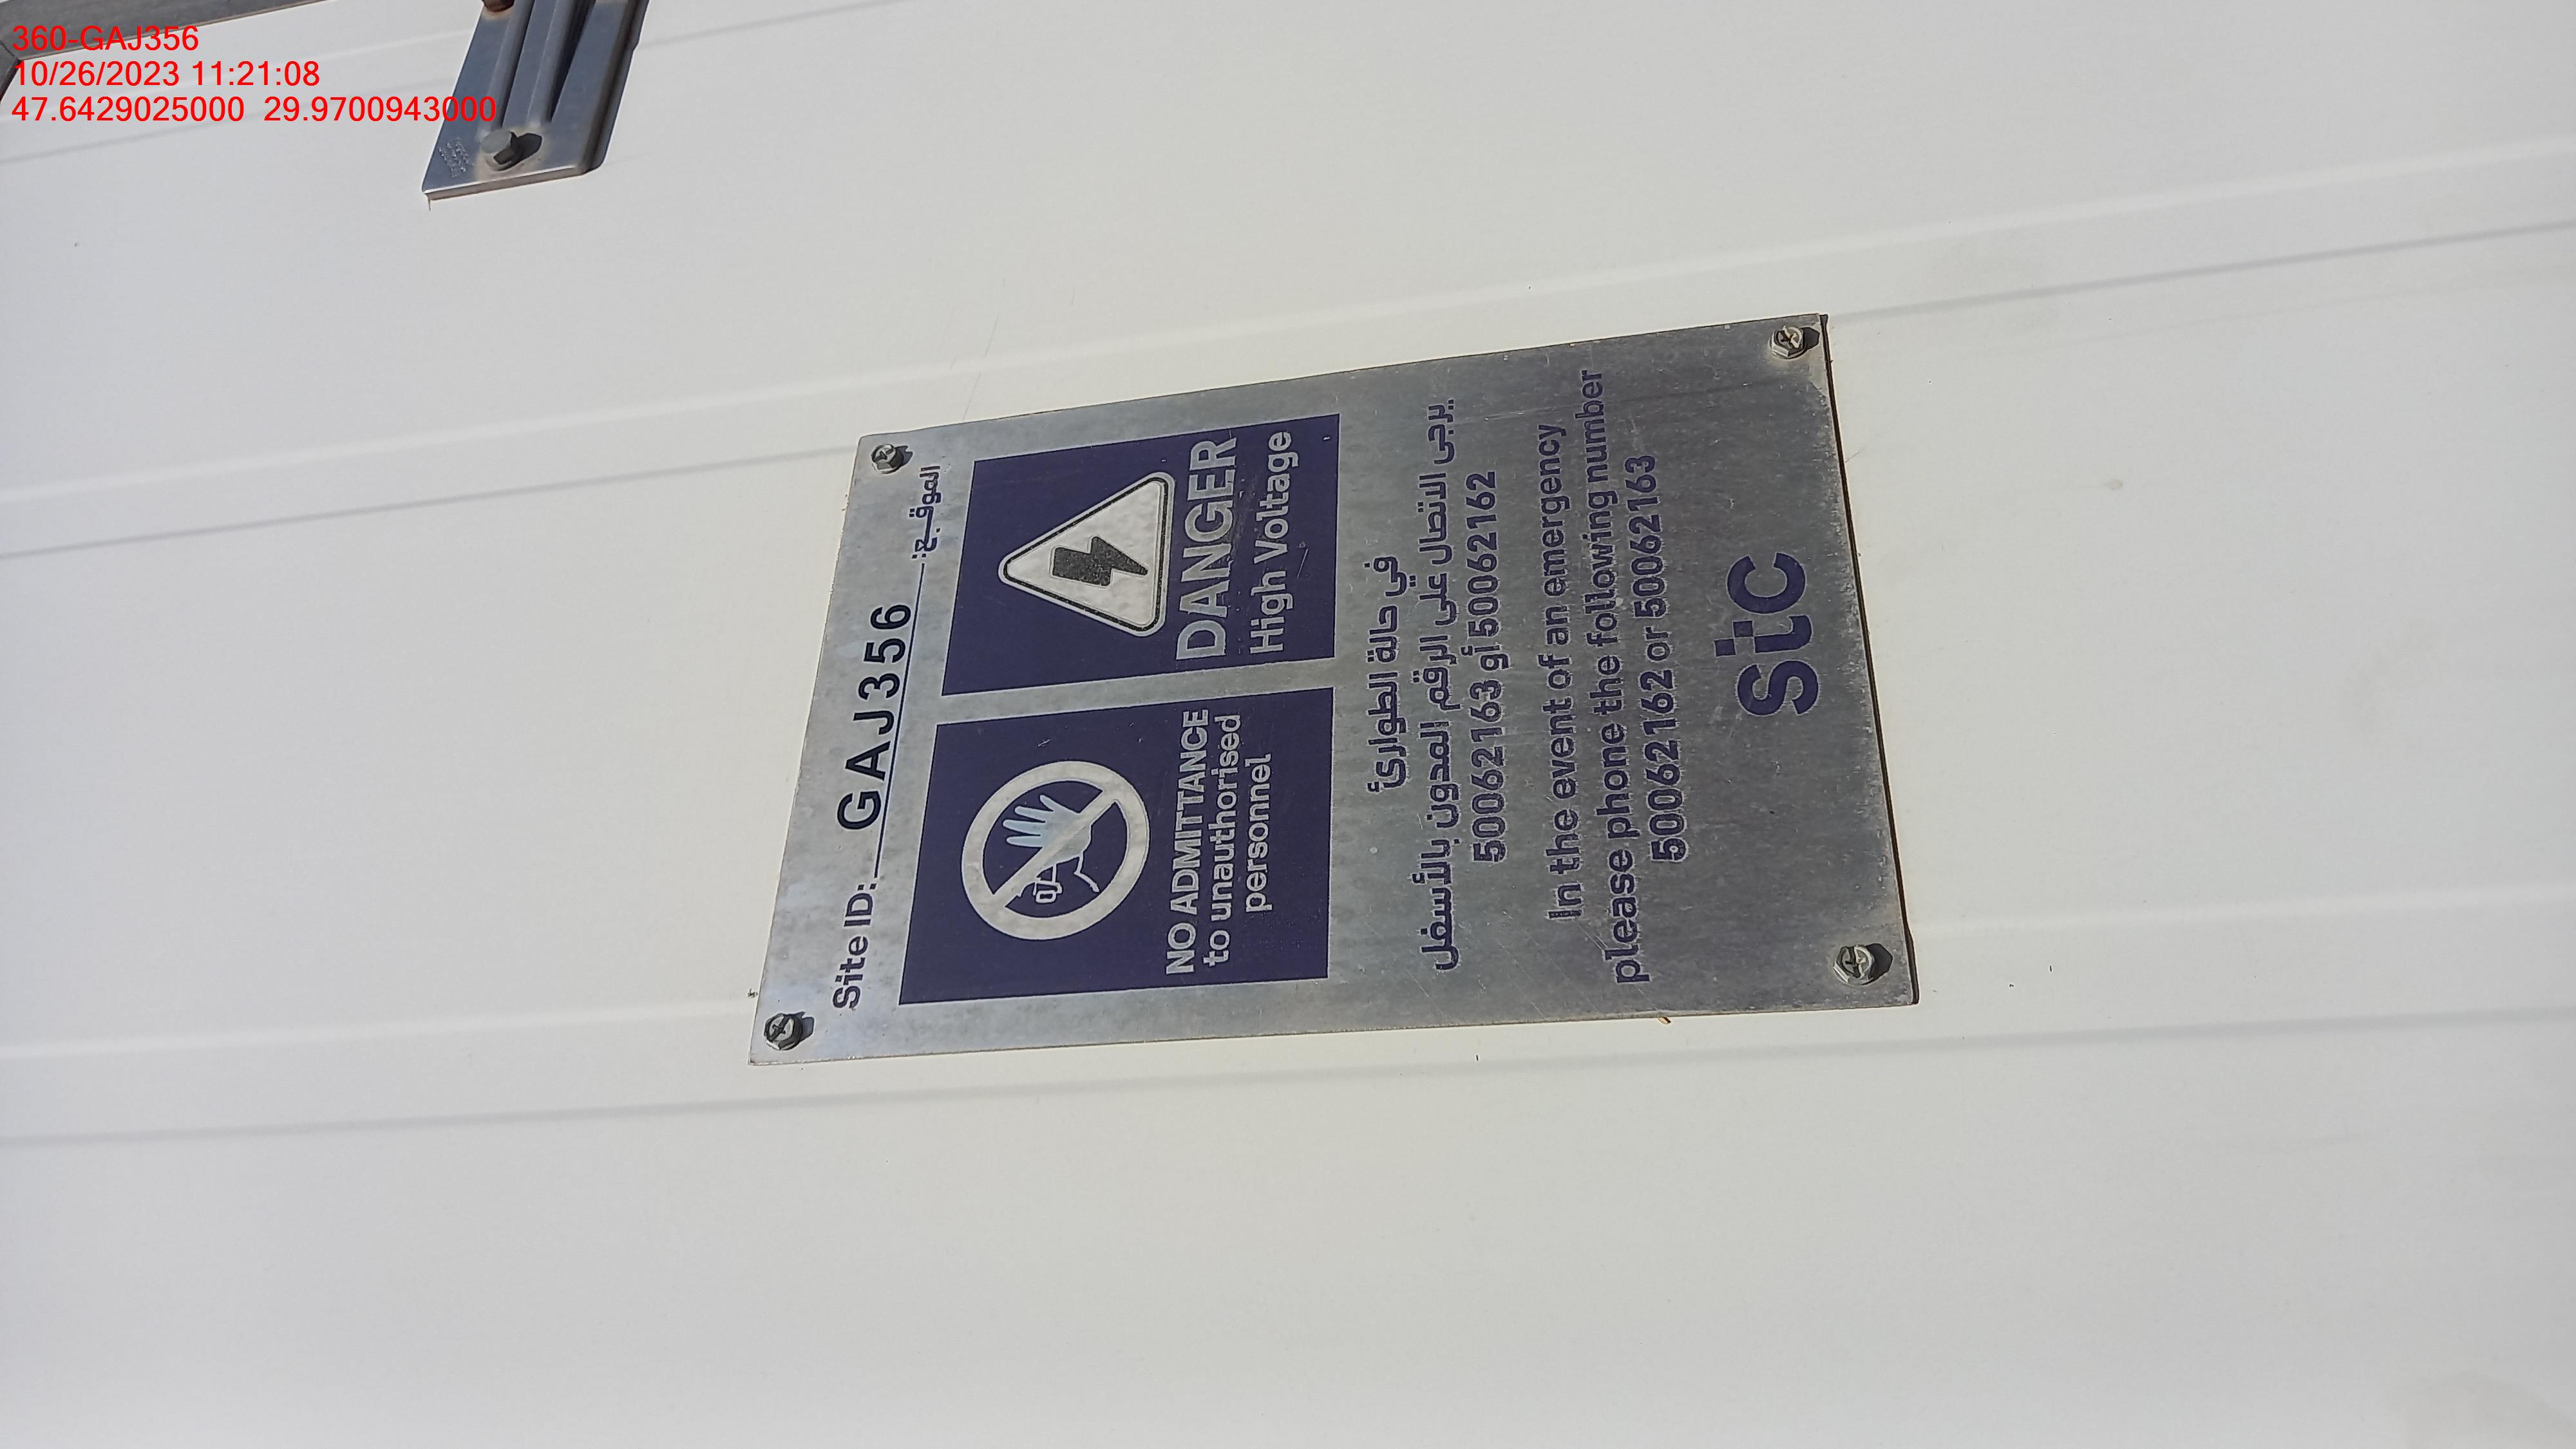 360-GAJ356
10/26/2023 11:21:08
47.6429025000 29.9700943000
Site ID: GAJ356 الموقع:
NO ADMITTANCE
to unauthorised
personnel
DANGER
High Voltage
في حالة الطوارئ
يرجى الاتصال على الرقم المدون بالأسفل
50062163 أو 50062162
In the event of an emergency
please phone the following number
50062162 or 50062163
stc